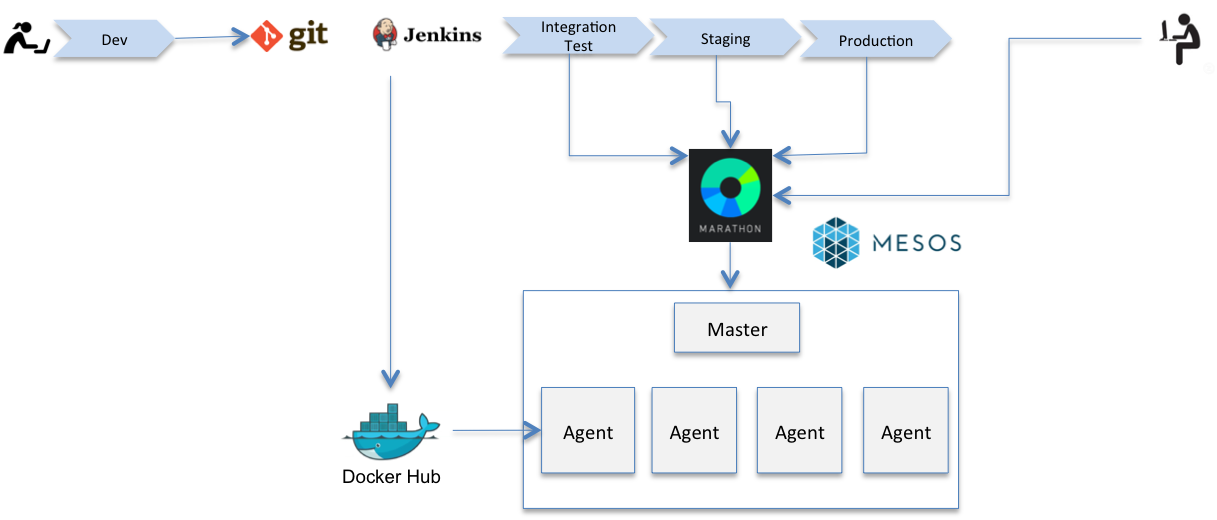 Dev
git
Jenkins
Integration
Test
Staging
Production
MARATHON
MESOS
Master
Agent
Agent
Agent
Agent
Docker Hub